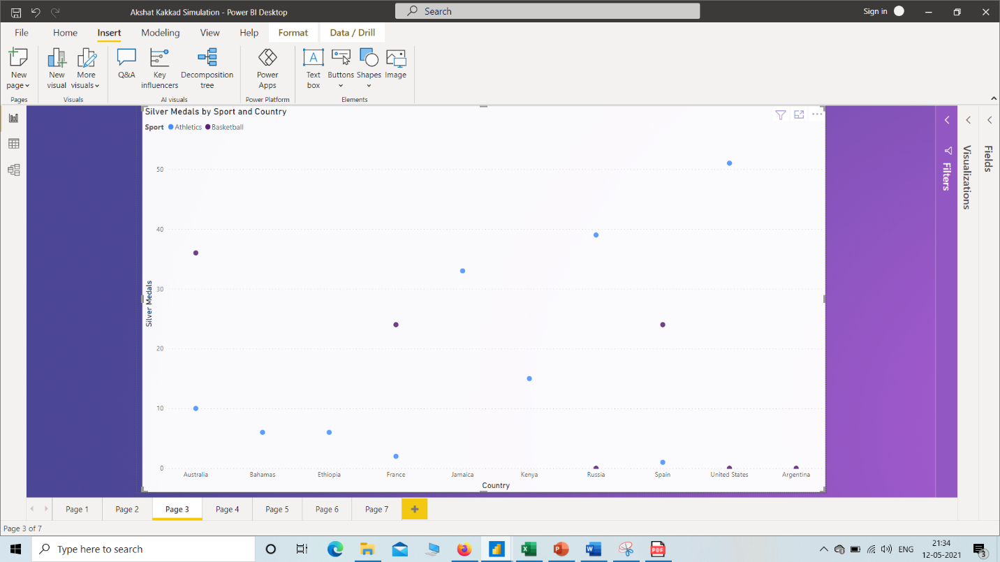 Akshat Kakkad Simulation - Power BI Desktop
Search
Sign in
File Home Insert Modeling View Help Format Data / Drill
New page
New visual
More visuals
Q&A
Key influencers
Decomposition tree
Power Apps
Text box
Buttons
Shapes
Image
Pages
Visuals
AI visuals
Power Platform
Elements
Silver Medals by Sport and Country
Sport Athletics Basketball
50
40
30
20
10
0
Silver Medals
Australia Bahamas Ethiopia France Jamaica Kenya Russia Spain United States Argentina
Country
Filters
Visualizations
Fields
Page 1 Page 2 Page 3 Page 4 Page 5 Page 6 Page 7
Page 3 of 7
Type here to search
A
X
P
W
PDF
ENG
21:34
12-05-2021
3